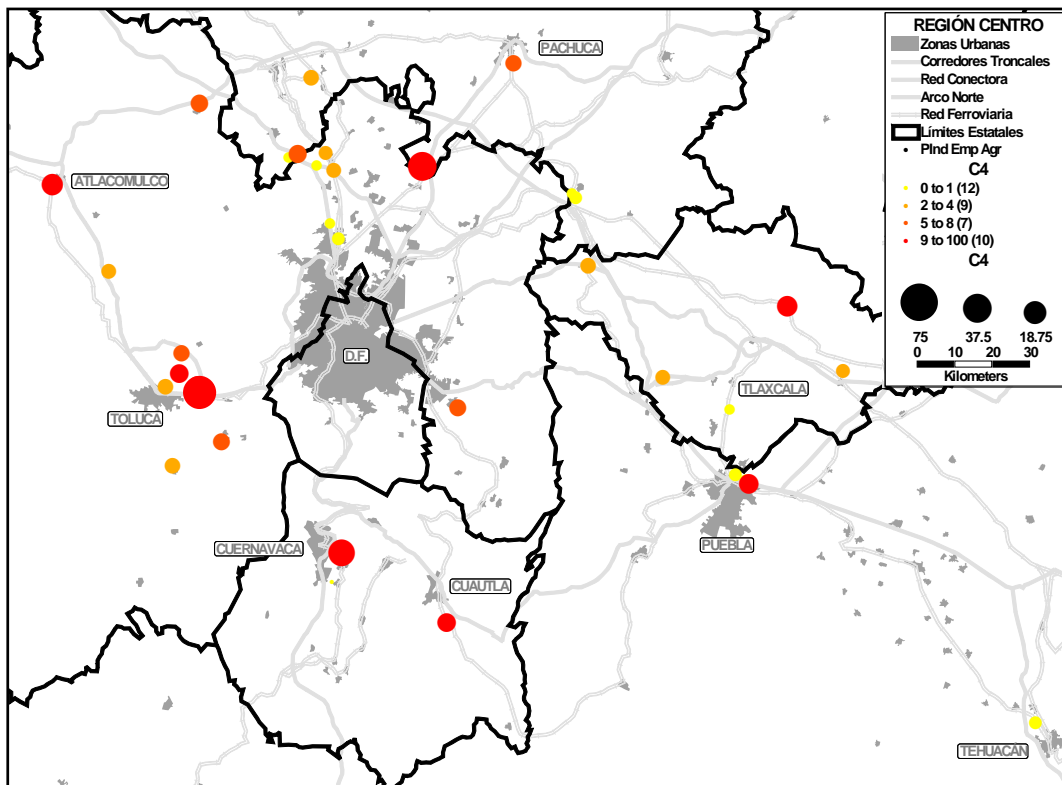 PACHUCA
ATLACOMULCO
D.F.
TOLUCA
TLAXCALA
CUERNAVACA
CUAUTLA
PUEBLA
TEHUACAN
REGIÓN CENTRO
Zonas Urbanas
Corredores Troncales
Red Conectora
Arco Norte
Red Ferroviaria
Límites Estatales
Plnd Emp Agr
C4
0 to 1 (12)
2 to 4 (9)
5 to 8 (7)
9 to 100 (10)
C4
75 37.5 18.75
0 10 20 30
Kilometers